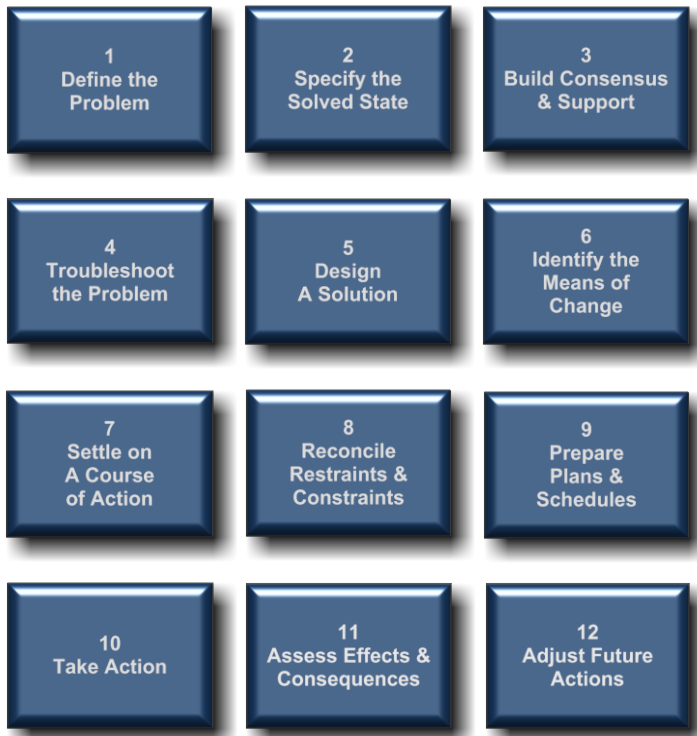 1
Define the
Problem
2
Specify the
Solved State
3
Build Consensus
& Support
4
Troubleshoot
the Problem
5
Design
A Solution
6
Identify the
Means of
Change
7
Settle on
A Course
of Action
8
Reconcile
Restraints &
Constraints
9
Prepare
Plans &
Schedules
10
Take Action
11
Assess Effects &
Consequences
12
Adjust Future
Actions